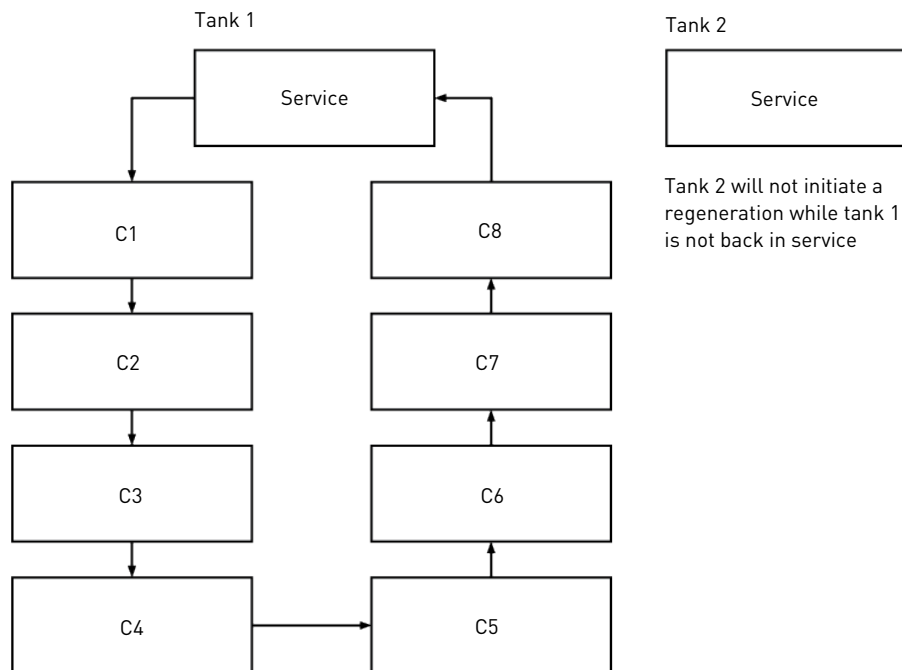 Tank 1
Tank 2
Service
Service
Tank 2 will not initiate a
regeneration while tank 1
is not back in service
C1
C8
C2
C7
C3
C6
C4
C5